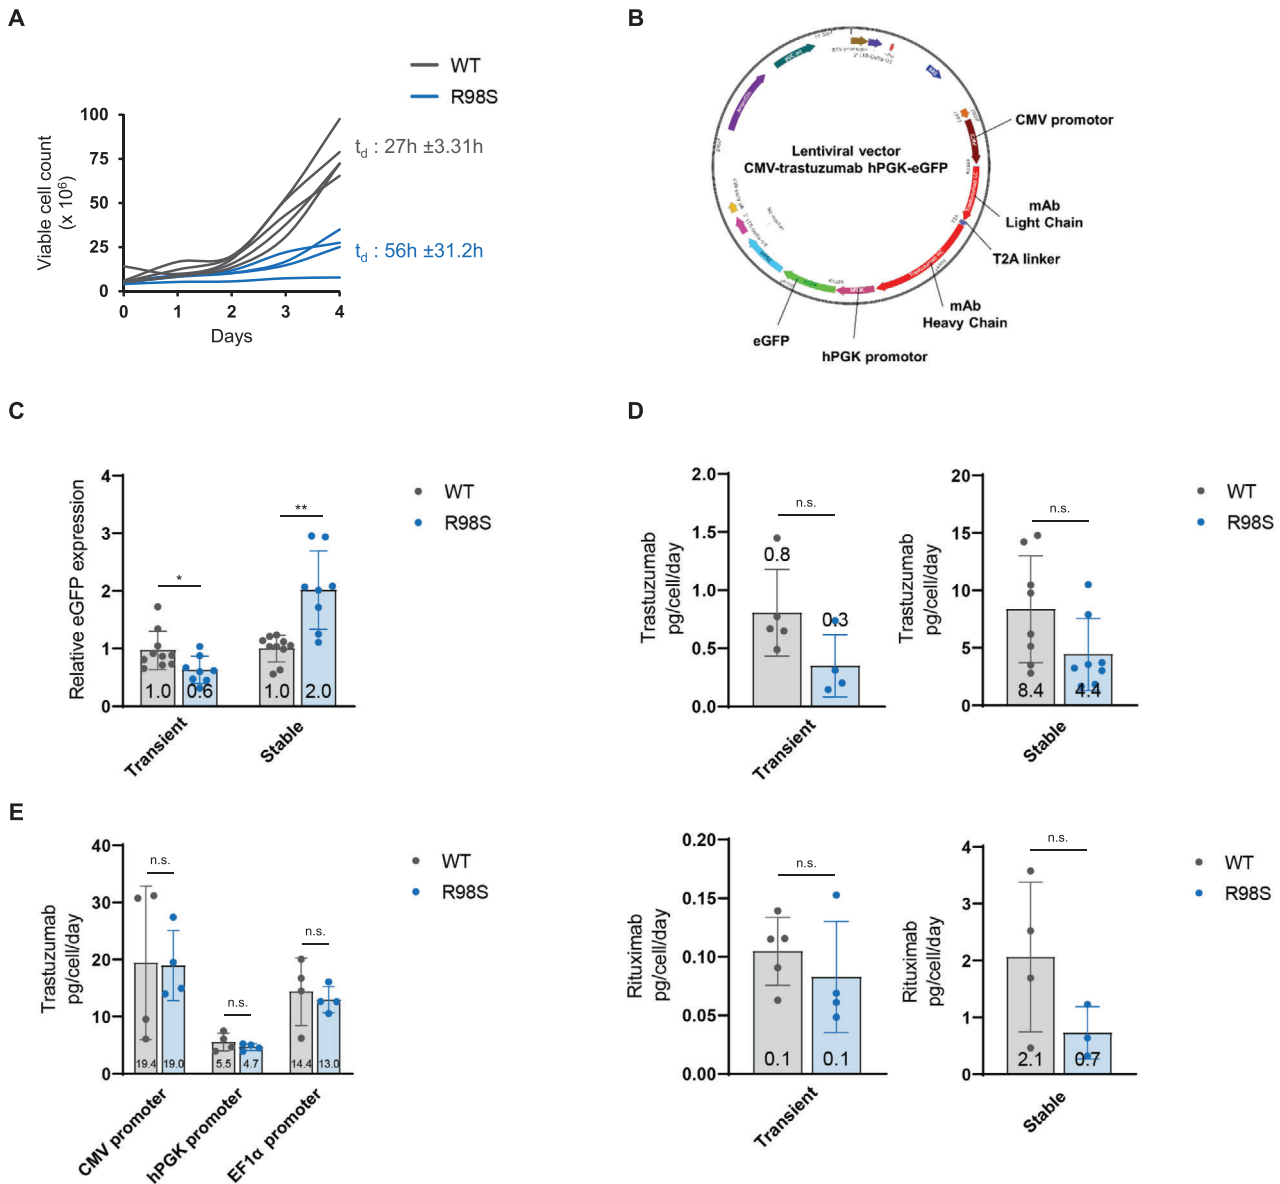 A
WT
R98S
100
75
50
25
0
Viable cell count
(x 10⁶)
t_d : 27h ±3.31h
t_d : 56h ±31.2h
0
1
2
3
4
Days
B
Lentiviral vector
CMV-trastuzumab hPGK-eGFP
CMV promotor
mAb
Light Chain
T2A linker
mAb
Heavy Chain
hPGK promotor
eGFP
C
Relative eGFP expression
4
3
2
1
0
*
**
1.0
0.6
1.0
2.0
Transient
Stable
WT
R98S
D
Trastuzumab
pg/cell/day
2.0
1.5
1.0
0.5
0.0
n.s.
0.8
0.3
Transient
Trastuzumab
pg/cell/day
20
15
10
5
0
n.s.
8.4
4.4
Stable
WT
R98S
E
Trastuzumab
pg/cell/day
40
30
20
10
0
n.s.
n.s.
n.s.
19.4
19.0
5.5
4.7
14.4
13.0
CMV promoter
hPGK promoter
EF1α promoter
WT
R98S
Rituximab
pg/cell/day
0.20
0.15
0.10
0.05
0.00
n.s.
0.1
0.1
Transient
Rituximab
pg/cell/day
4
3
2
1
0
n.s.
2.1
0.7
Stable
WT
R98S